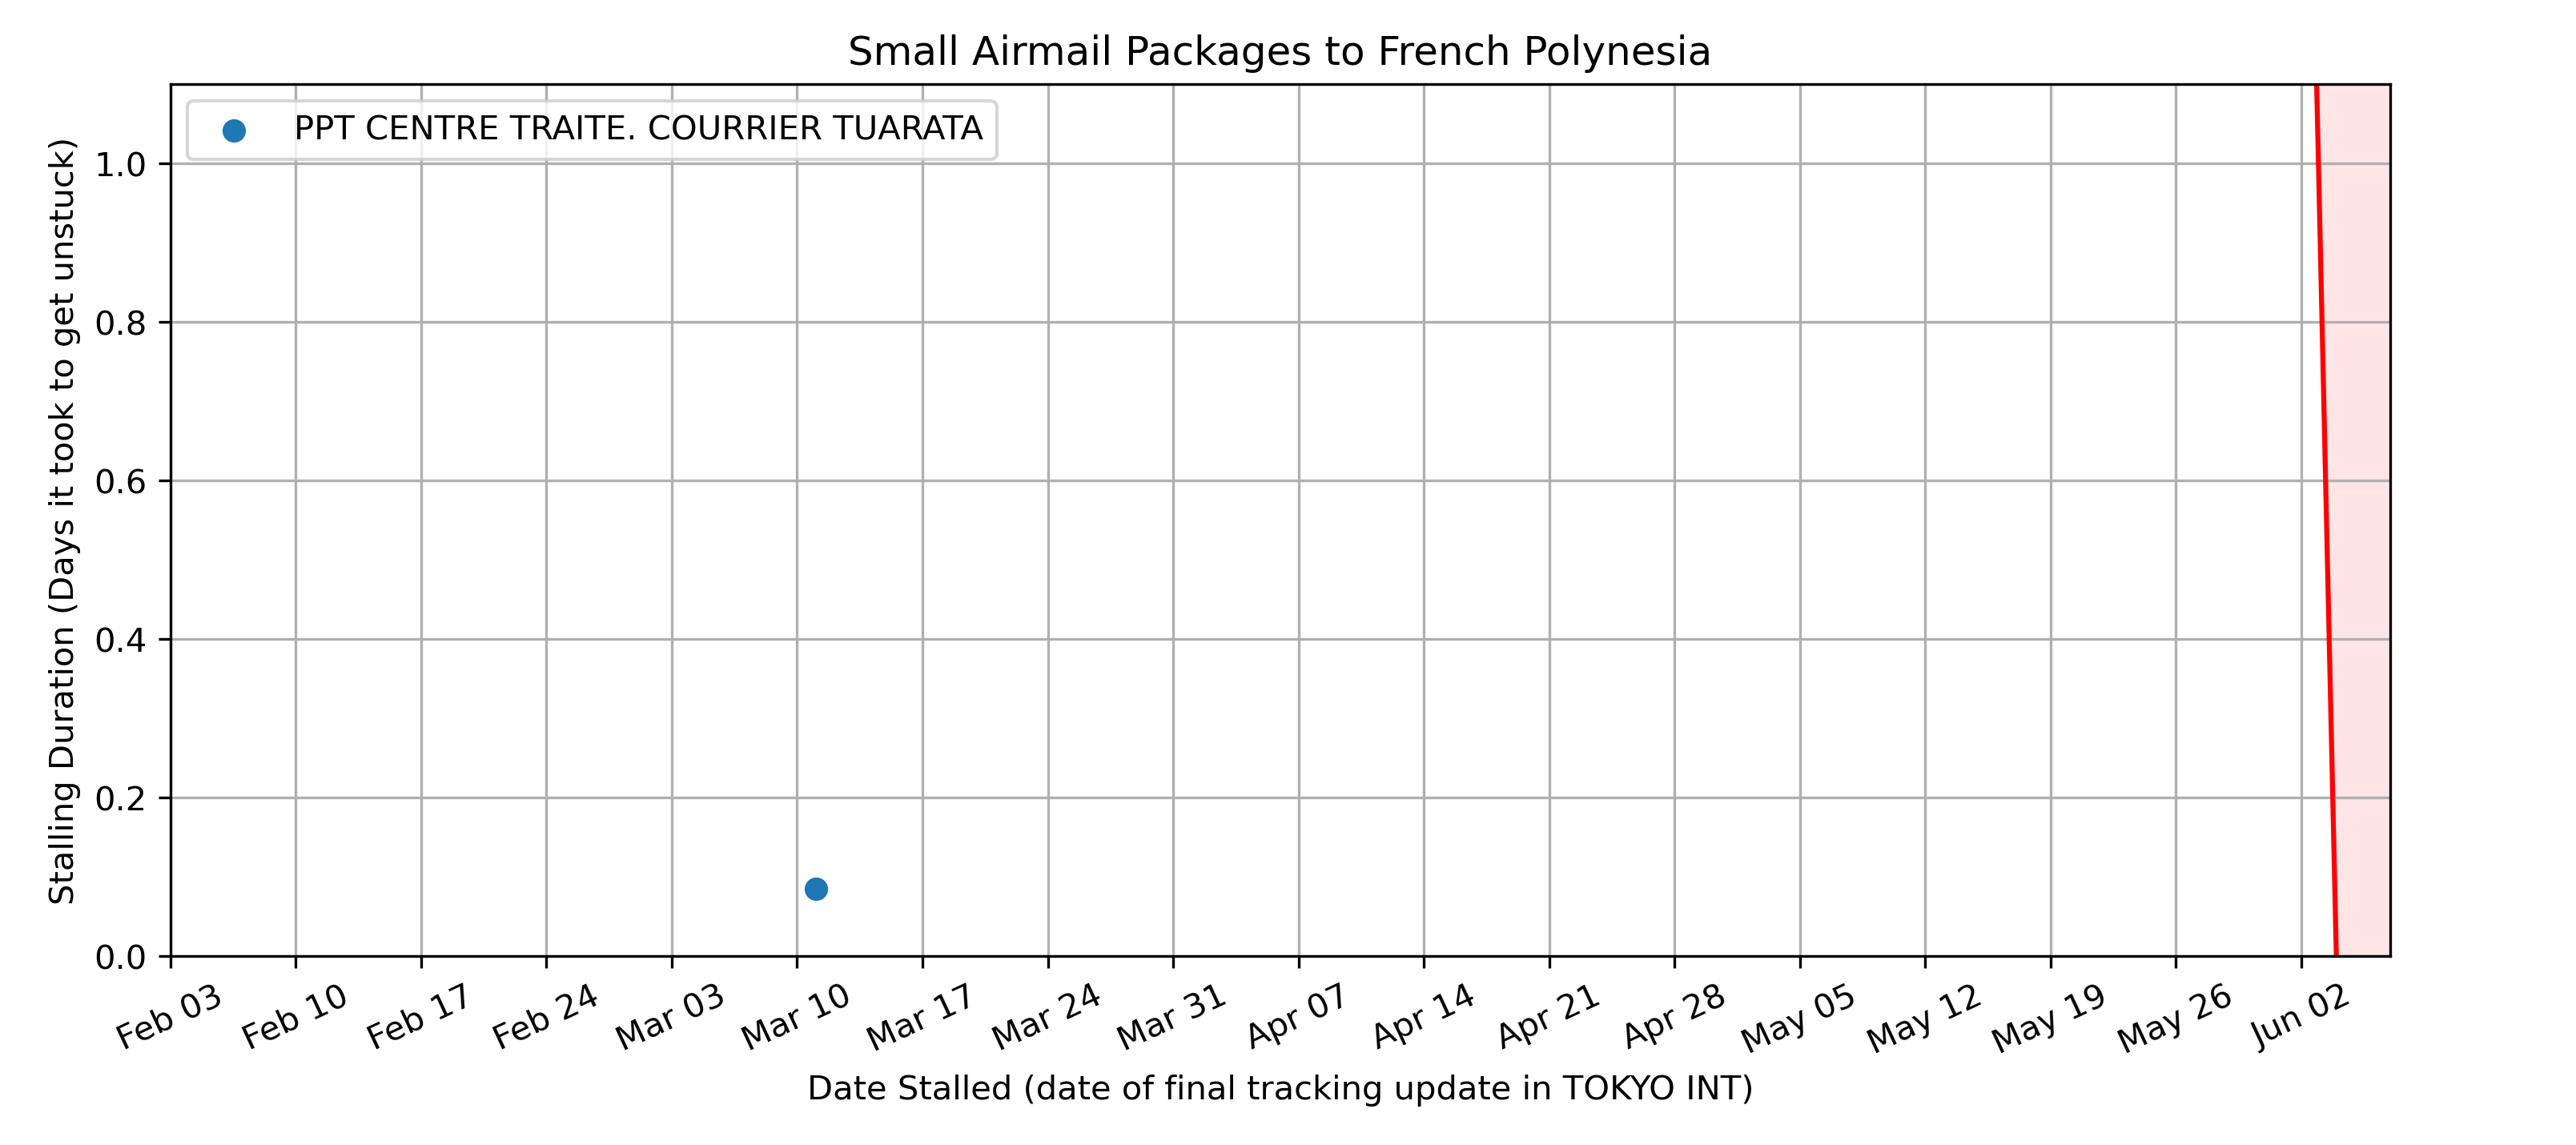 Small Airmail Packages to French Polynesia
PPT CENTRE TRAITE. COURRIER TUARATA
Stalling Duration (Days it took to get unstuck)
1.0
0.8
0.6
0.4
0.2
0.0
Feb 03 Feb 10 Feb 17 Feb 24 Mar 03 Mar 10 Mar 17 Mar 24 Mar 31 Apr 07 Apr 14 Apr 21 Apr 28 May 05 May 12 May 19 May 26 Jun 02
Date Stalled (date of final tracking update in TOKYO INT)